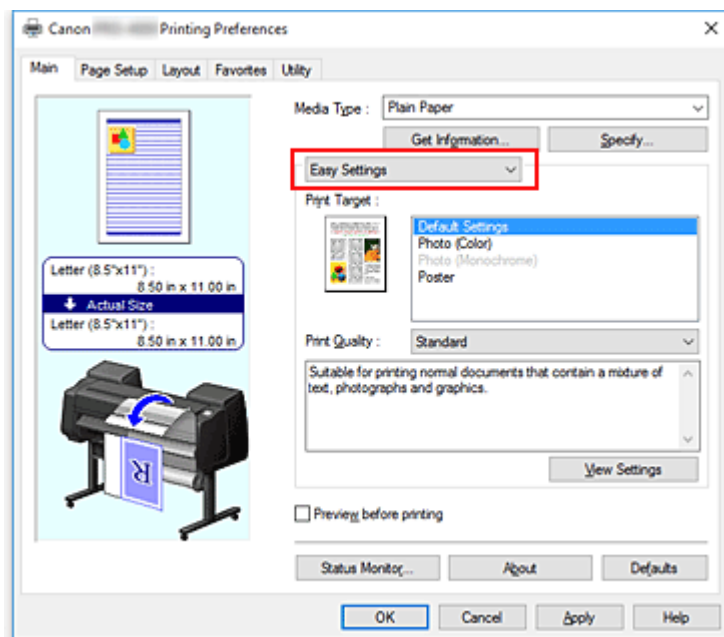 Canon Printing Preferences
Main Page Setup Layout Favorites Utility
Media Type : Plain Paper
Get Information... Specify...
Easy Settings
Print Target :
Default Settings
Photo (Color)
Photo (Monochrome)
Poster
Letter (8.5"x11") :
8.50 in x 11.00 in
Actual Size
Letter (8.5"x11") :
8.50 in x 11.00 in
R
Print Quality : Standard
Suitable for printing normal documents that contain a mixture of
text, photographs and graphics.
View Settings
Preview before printing
Status Monitor... About Defaults
OK Cancel Apply Help